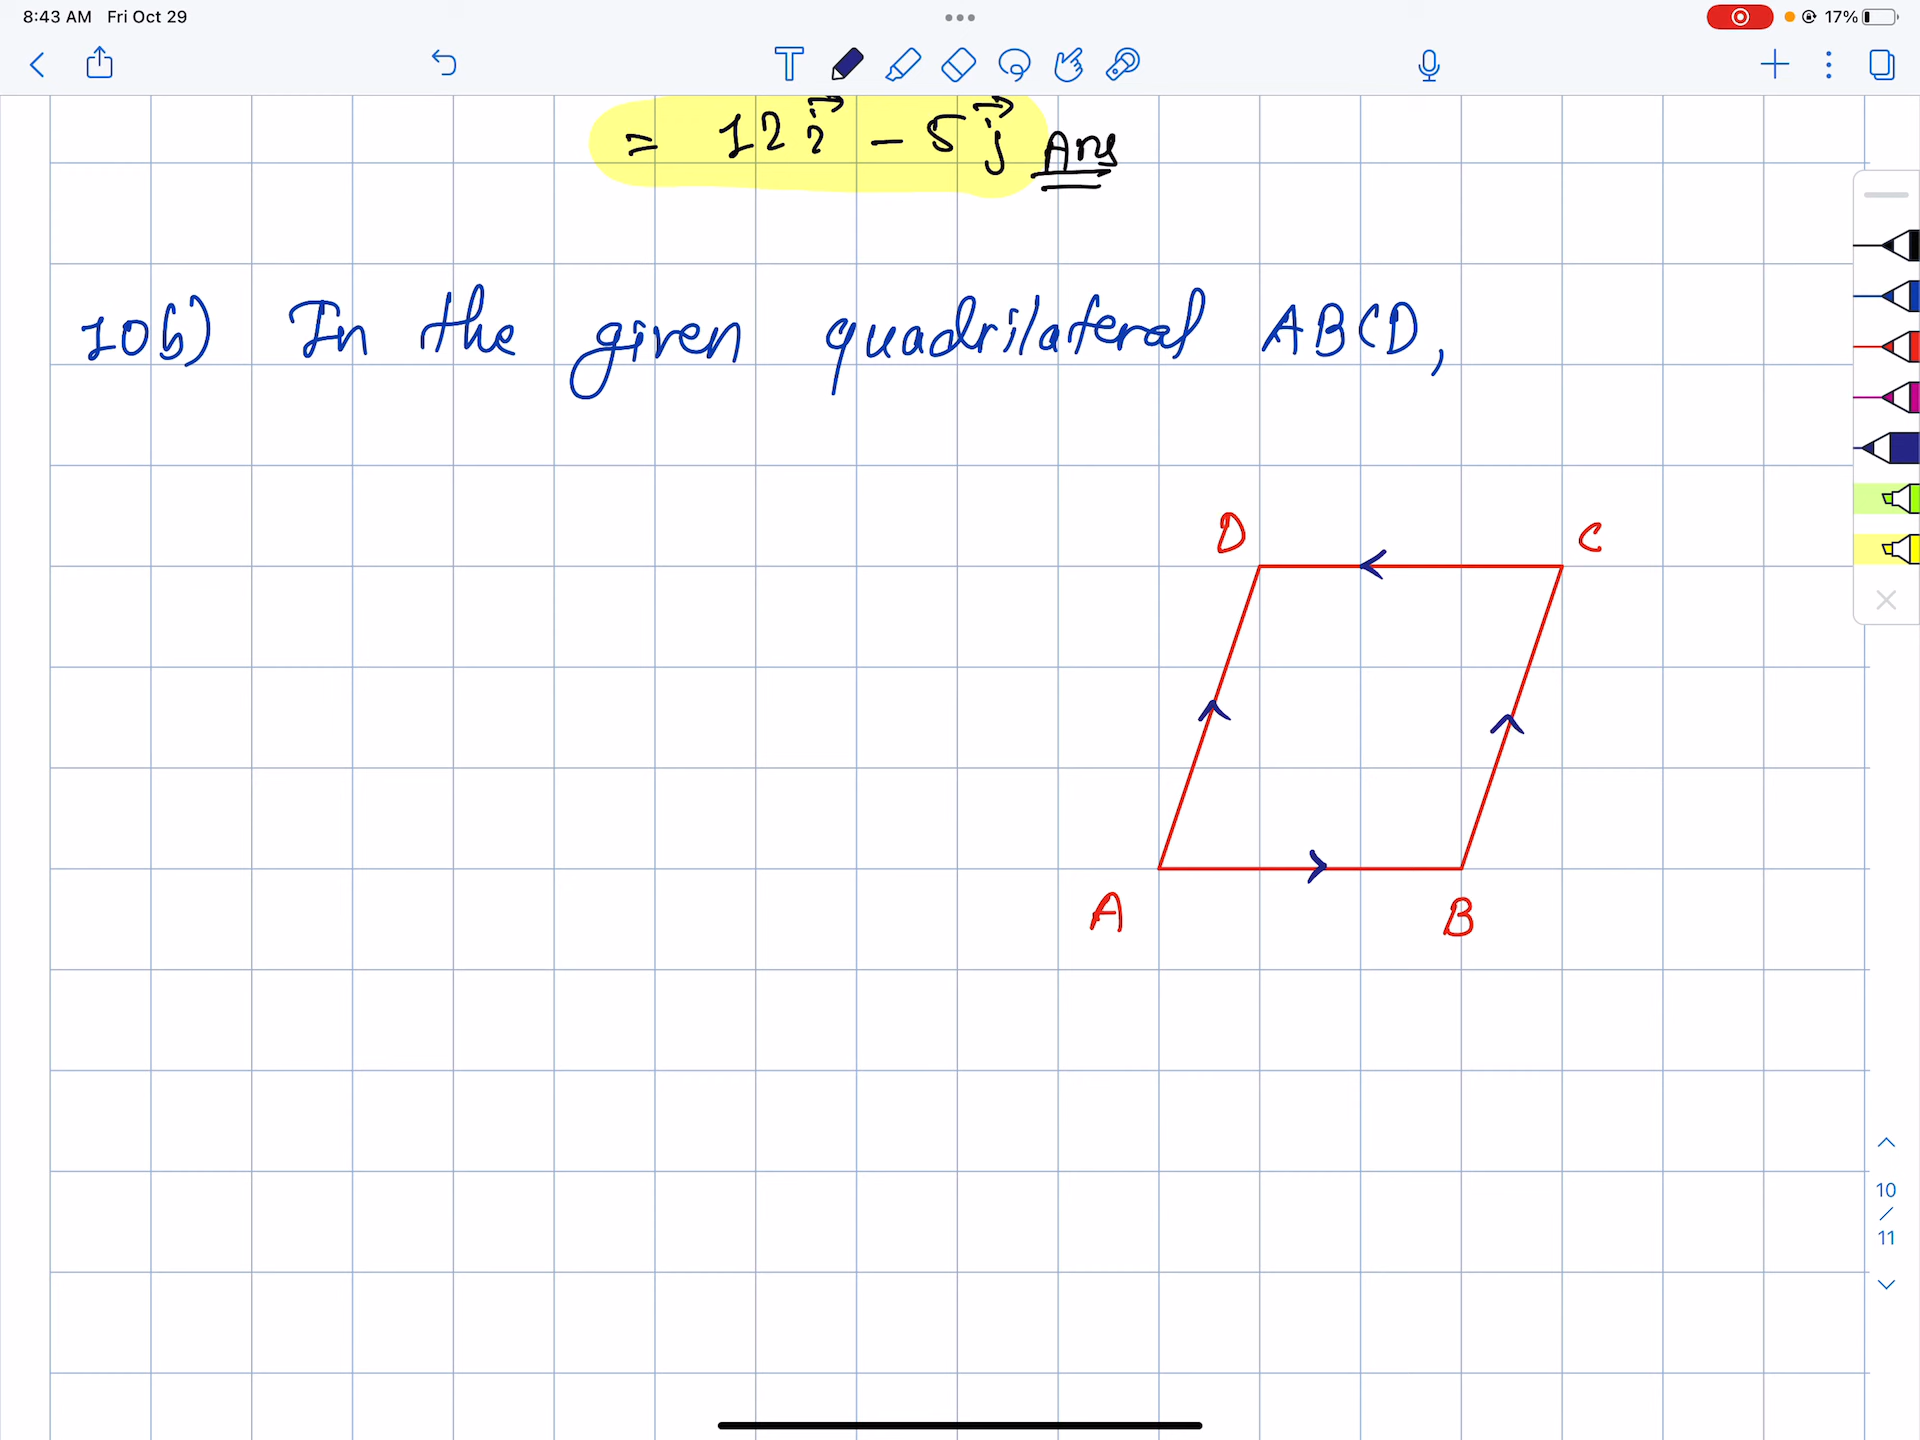 8:43 AM Fri Oct 29
17%
= 12 i⃗ - 5 j⃗ Ans
10b) In the given quadrilateral ABCD,
D C
A B
10
/
11